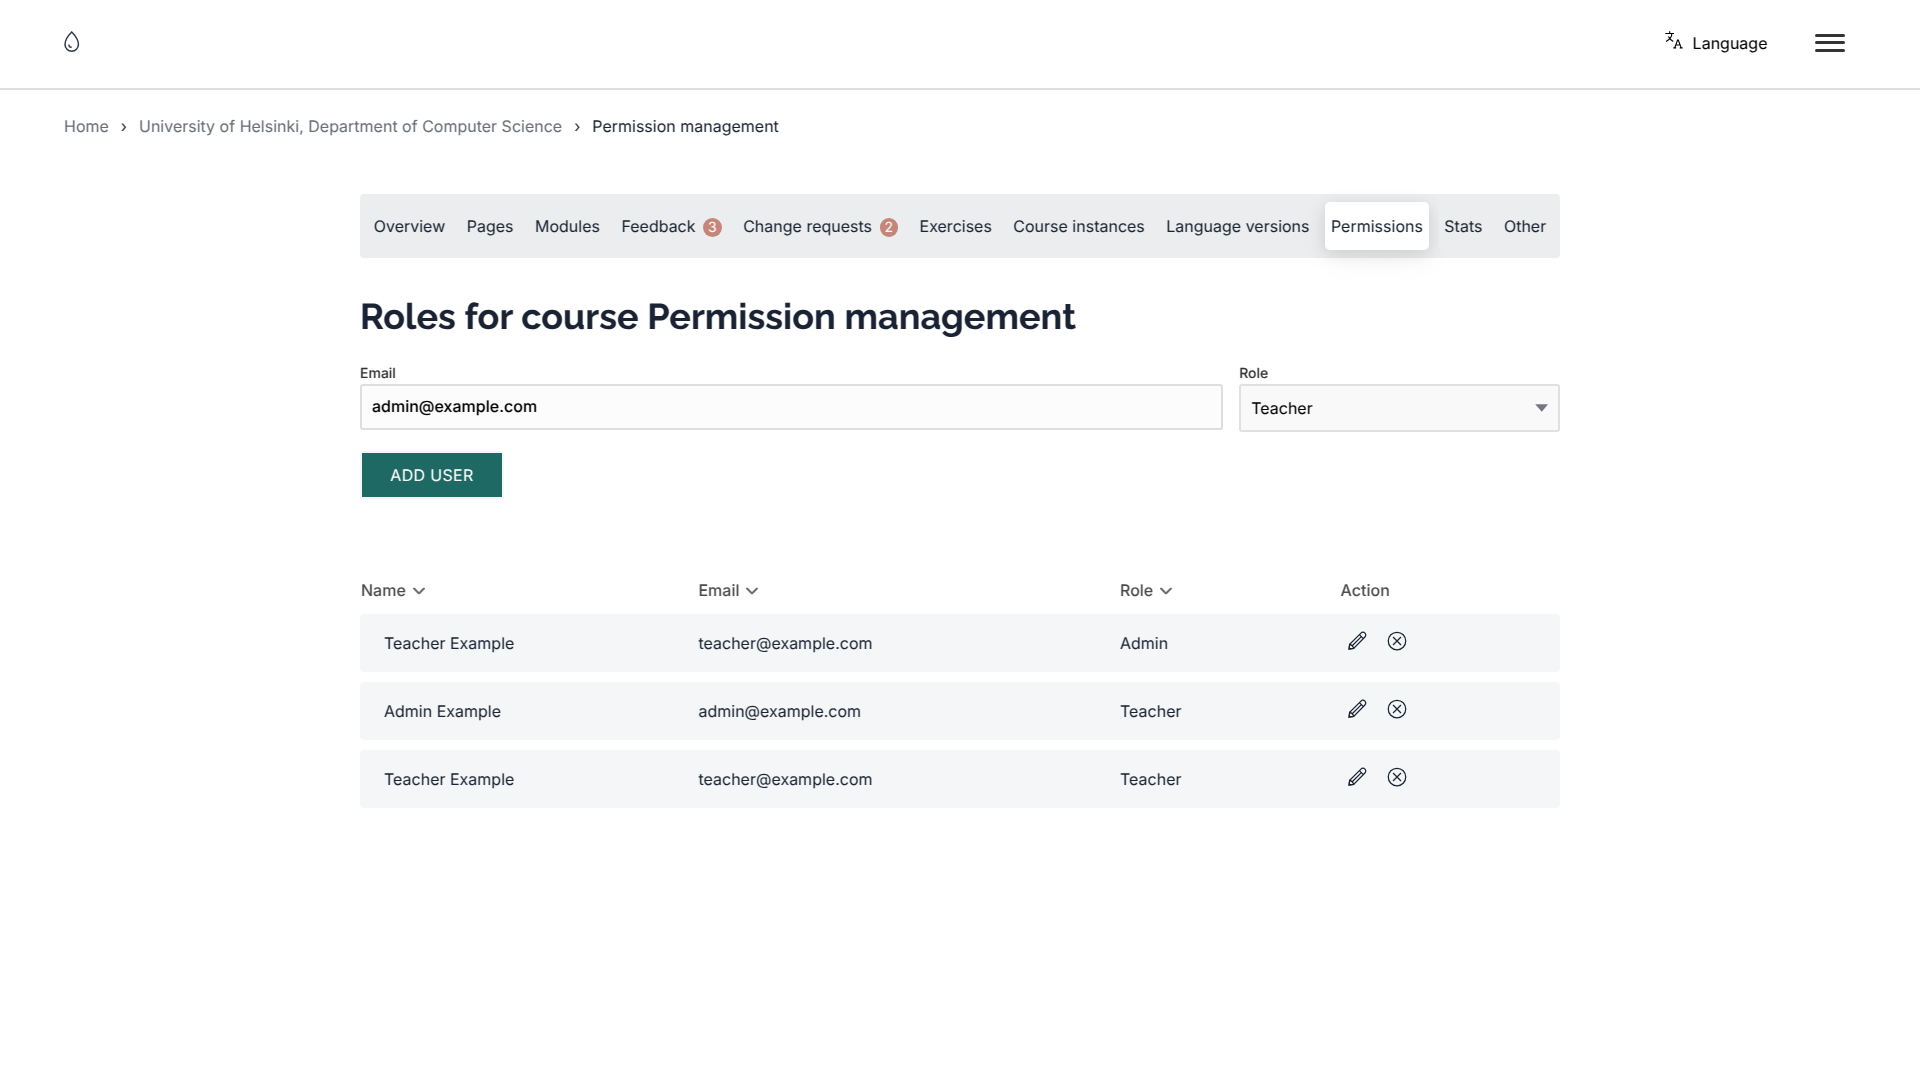 Language
Home › University of Helsinki, Department of Computer Science › Permission management
Overview Pages Modules Feedback 3 Change requests 2 Exercises Course instances Language versions Permissions Stats Other
Roles for course Permission management
Email Role
admin@example.com Teacher
ADD USER
Name Email Role Action
Teacher Example teacher@example.com Admin
Admin Example admin@example.com Teacher
Teacher Example teacher@example.com Teacher